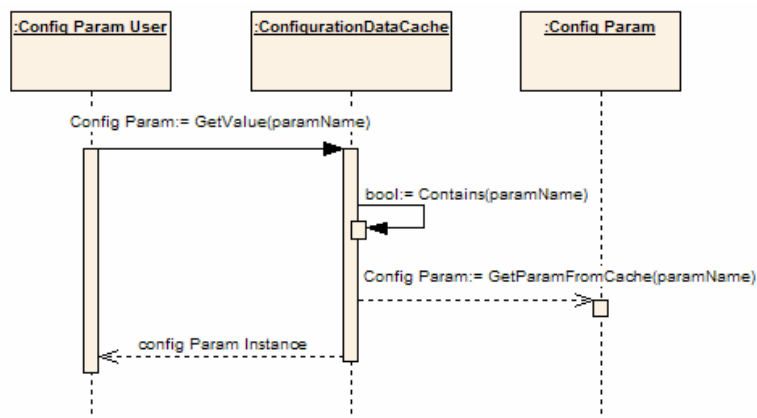 :Config Param User
:ConfigurationDataCache
:Config Param
Config Param:= GetValue(paramName)
bool:= Contains(paramName)
Config Param:= GetParamFromCache(paramName)
config Param Instance